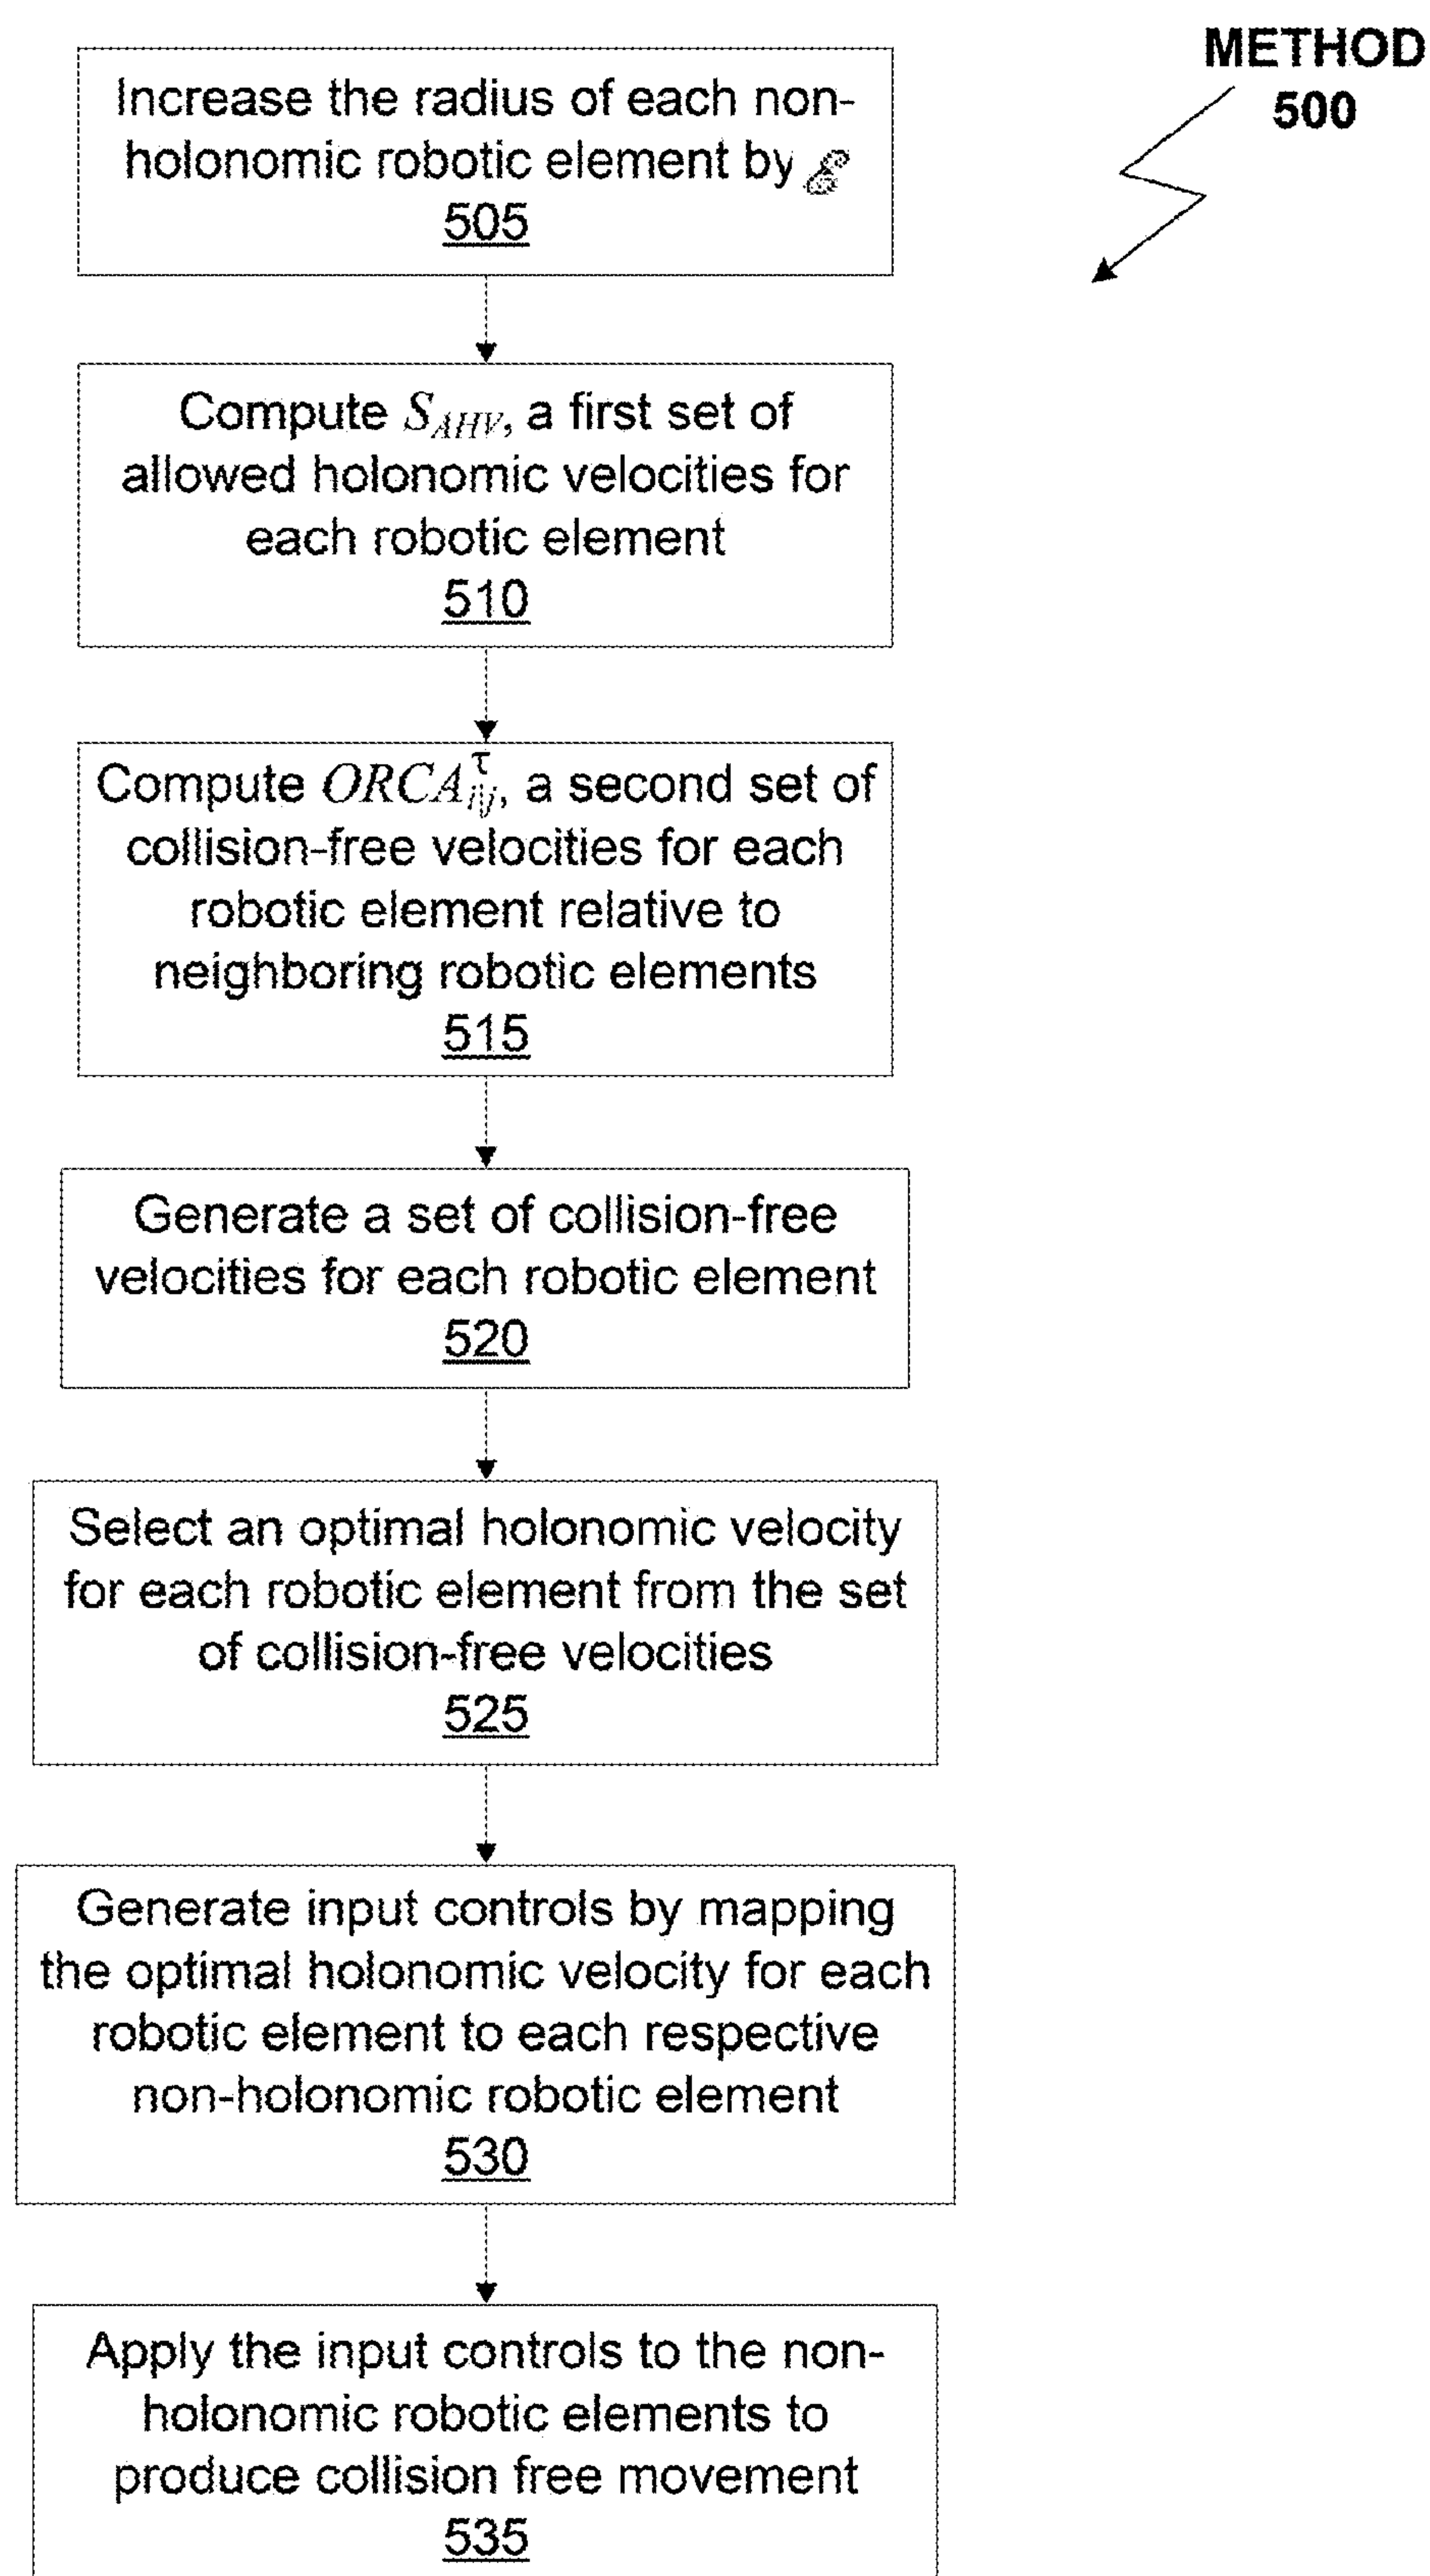 METHOD
500
Increase the radius of each non-
holonomic robotic element by ℰ
505
Compute S_AHV, a first set of
allowed holonomic velocities for
each robotic element
510
Compute ORCA^τ_i|j, a second set of
collision-free velocities for each
robotic element relative to
neighboring robotic elements
515
Generate a set of collision-free
velocities for each robotic element
520
Select an optimal holonomic velocity
for each robotic element from the set
of collision-free velocities
525
Generate input controls by mapping
the optimal holonomic velocity for each
robotic element to each respective
non-holonomic robotic element
530
Apply the input controls to the non-
holonomic robotic elements to
produce collision free movement
535